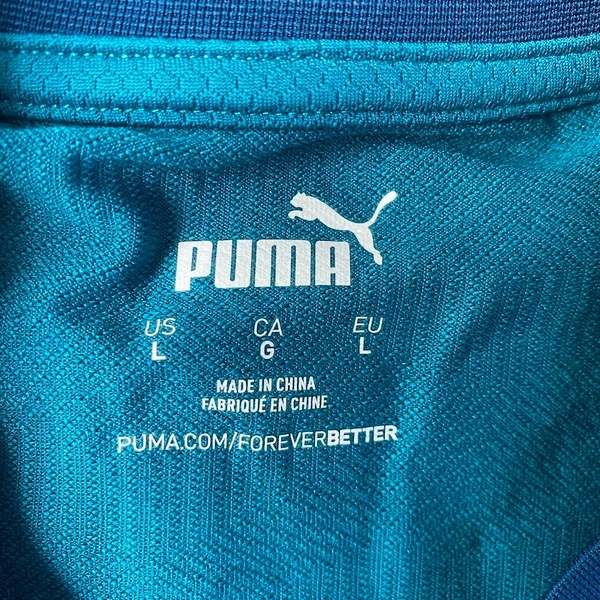 PUMA
US CA EU
L G L
MADE IN CHINA
FABRIQUÉ EN CHINE
PUMA.COM/FOREVERBETTER